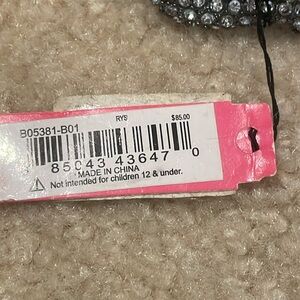 B05381-B01 RYS $85.00
85043 43647 0
MADE IN CHINA
Not intended for children 12 & under.